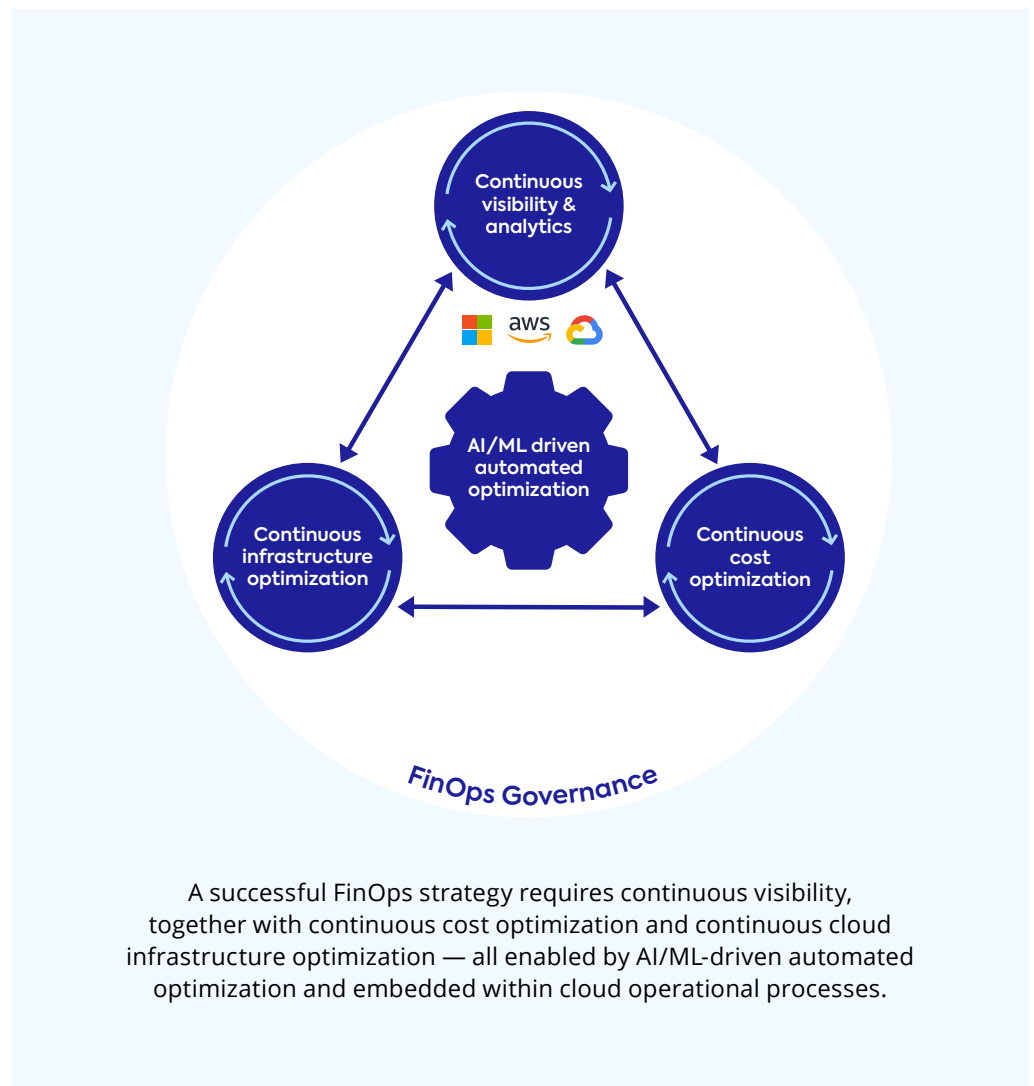 Continuous
visibility &
analytics
aws
AI/ML driven
automated
optimization
Continuous
infrastructure
optimization
Continuous
cost
optimization
FinOps Governance
A successful FinOps strategy requires continuous visibility,
together with continuous cost optimization and continuous cloud
infrastructure optimization — all enabled by AI/ML-driven automated
optimization and embedded within cloud operational processes.